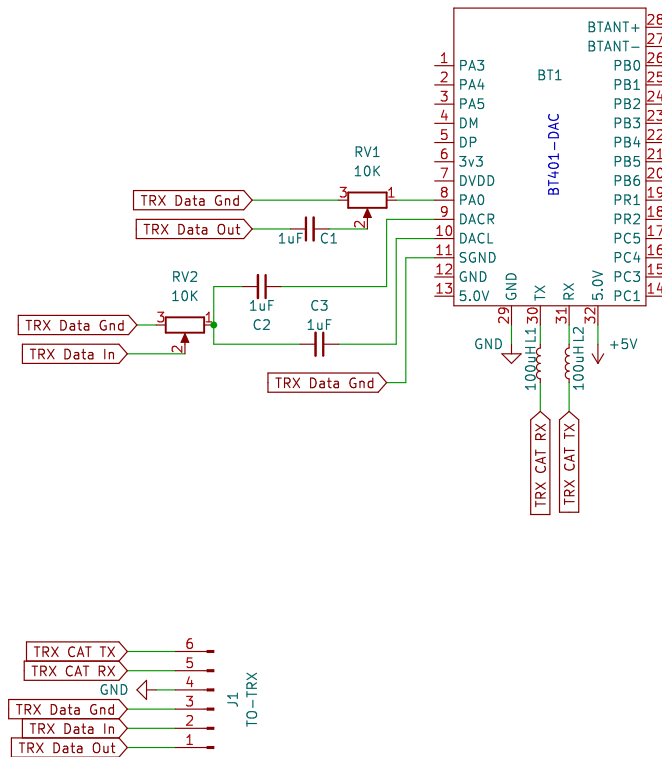 28
BTANT+
27
BTANT-
1 PA3 PB0 26
BT1
2 PA4 PB1 25
3 PA5 PB2 24
4 DM PB3 23
BT401-DAC
5 DP PB4 22
6 3v3 PB5 21
7 DVDD PB6 20
8 PA0 PR1 19
9 DACR PR2 18
10 DACL PC5 17
11 SGND PC4 16
12 GND PC3 15
13 5.0V PC1 14
GND TX RX 5.0V
29 30 31 32
RV1
10K
TRX Data Gnd 3 1
TRX Data Out 2
1uF C1
RV2
10K
1uF
C2
C3
1uF
TRX Data Gnd 3 1
TRX Data In 2
TRX Data Gnd
GND
100uH L1
100uH L2
+5V
TRX CAT RX
TRX CAT TX
TRX CAT TX 6
TRX CAT RX 5
GND 4
TRX Data Gnd 3
TRX Data In 2
TRX Data Out 1
J1
TO-TRX